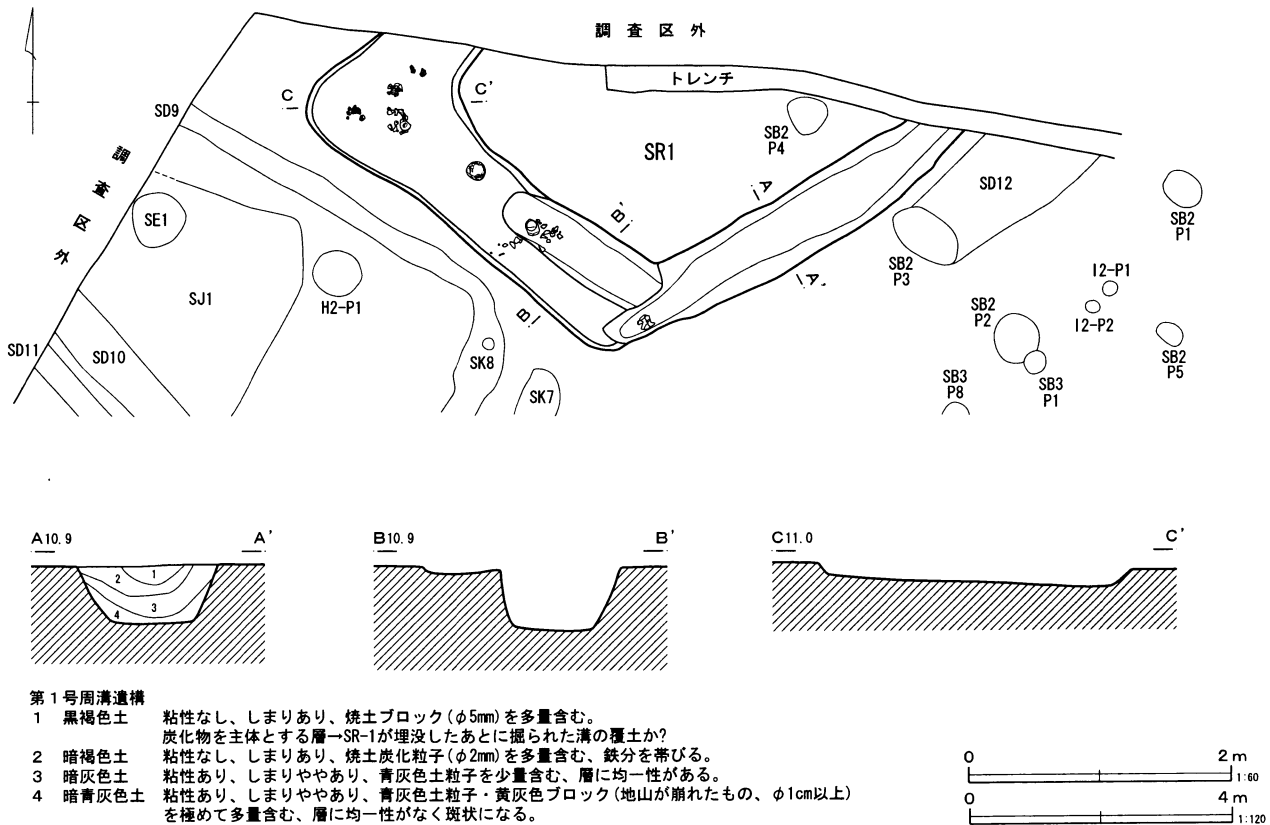 調査区外
トレンチ
C
C'
SD9
SB2
P4
SR1
A
SD12
調査区外
SE1
B'
SB2
P1
SB2
P3
A'
I2-P1
SJ1
H2-P1
SB2
P2
I2-P2
B
SD11
SD10
SK8
SB2
P5
SK7
SB3
P8
SB3
P1
A10.9
A'
B10.9
B'
C11.0
C'
1
2
3
4
第1号周溝遺構
1 黒褐色土 粘性なし、しまりあり、焼土ブロック(φ5mm)を多量含む。
炭化物を主体とする層→SR-1が埋没したあとに掘られた溝の覆土か?
2 暗褐色土 粘性なし、しまりあり、焼土炭化粒子(φ2mm)を多量含む、鉄分を帯びる。
3 暗灰色土 粘性あり、しまりややあり、青灰色土粒子を少量含む、層に均一性がある。
4 暗青灰色土 粘性あり、しまりややあり、青灰色土粒子・黄灰色ブロック(地山が崩れたもの、φ1cm以上)
を極めて多量含む、層に均一性がなく斑状になる。
0 2m
1:60
0 4m
1:120